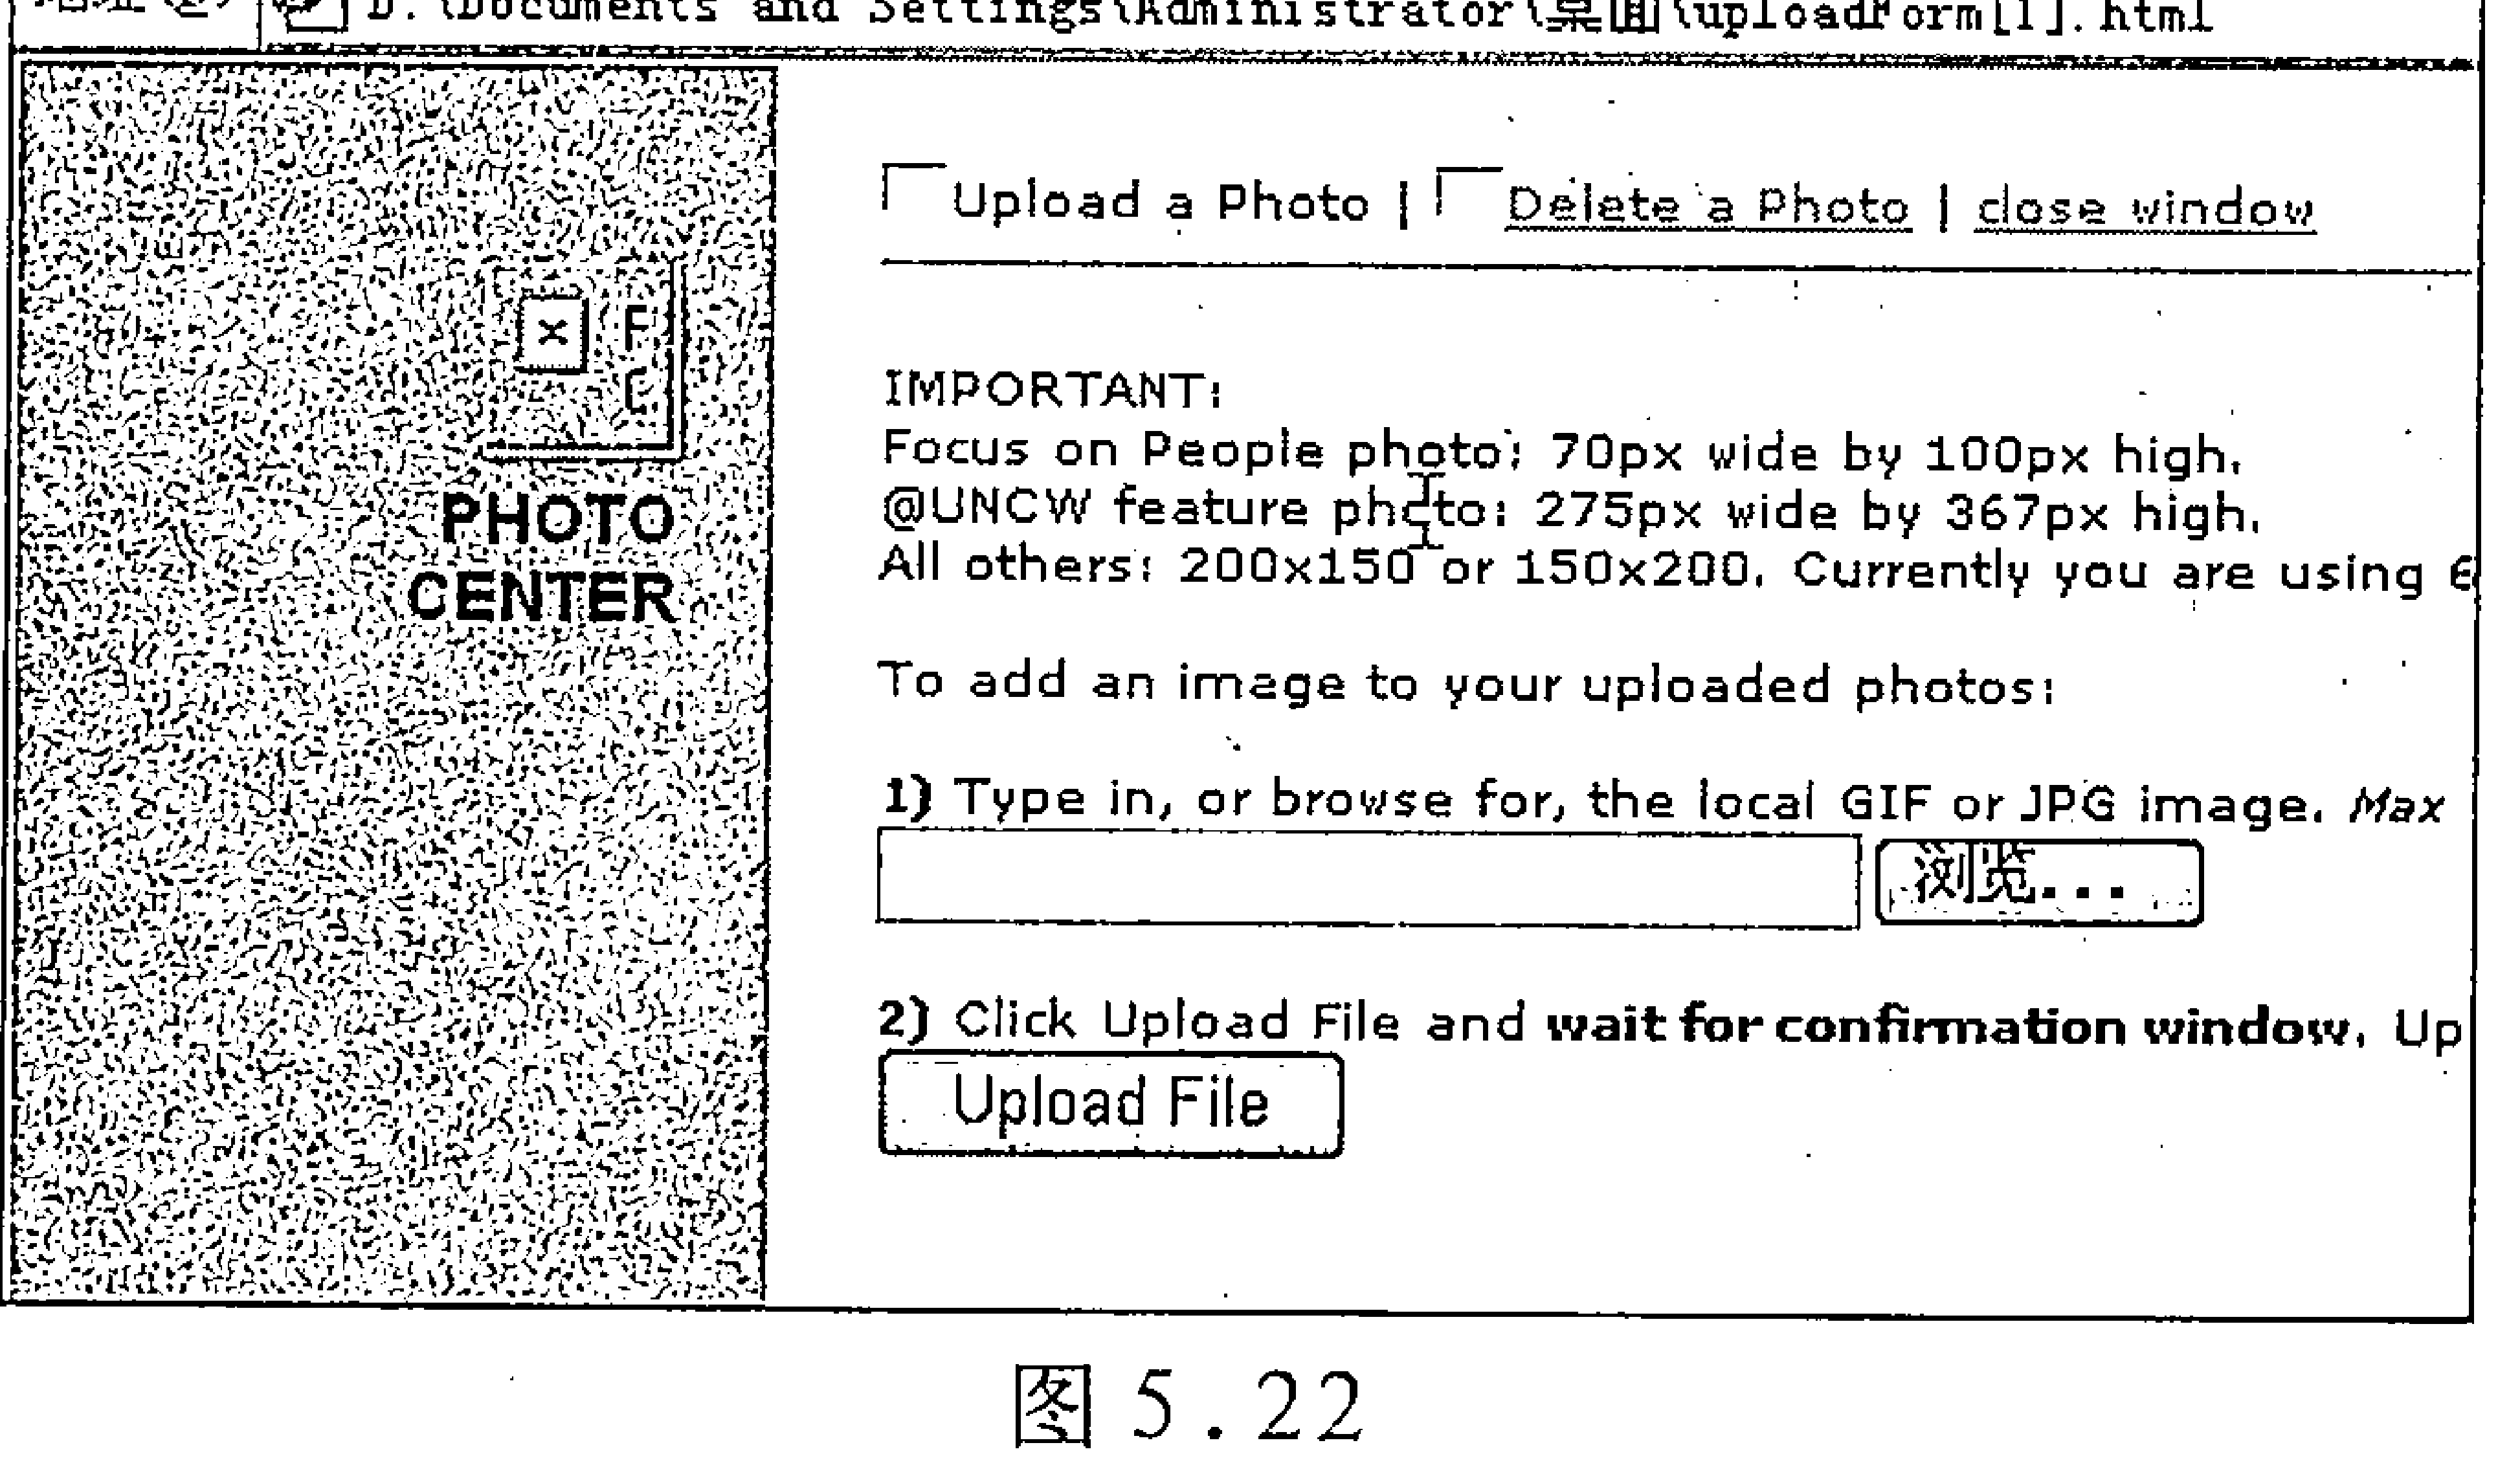 D:\Documents and Settings\Administrator\桌面\uploadForm[1].html
Upload a Photo | Delete a Photo | close window
PHOTO
CENTER
IMPORTANT:
Focus on People photo: 70px wide by 100px high.
@UNCW feature photo: 275px wide by 367px high.
All others: 200x150 or 150x200. Currently you are using
To add an image to your uploaded photos:
1) Type in, or browse for, the local GIF or JPG image. Max
浏览...
2) Click Upload File and wait for confirmation window. Up
Upload File
图 5.22